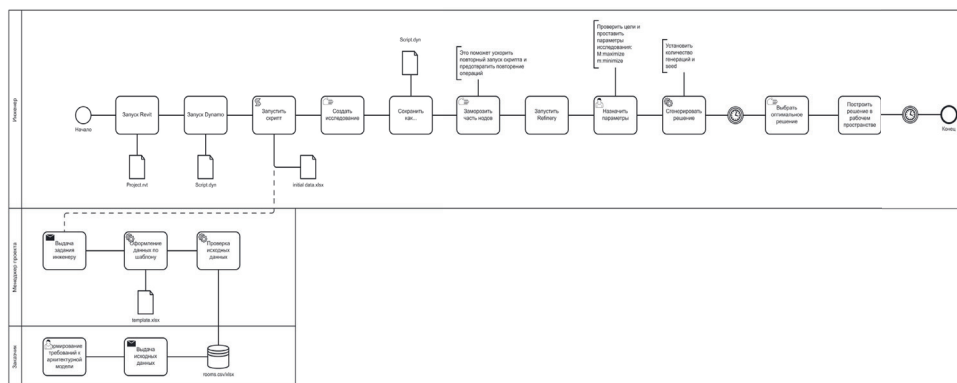 Инженер
Начало
Запуск Revit
Project.rvt
Запуск Dynamo
Script.dyn
Запустить
скрипт
initial data.xlsx
Создать
исследование
Script.dyn
Сохранить
как...
Это поможет ускорить
повторный запуск скрипта и
предотвратить повторение
операций
Заморозить
часть нодов
Запустить
Refinery
Проверить цели и
проставить
параметры
исследования:
M maximize
m minimize
Назначить
параметры
Установить
количество
генераций и
seed
Сгенерировать
решение
Выбрать
оптимальное
решение
Построить
решение в
рабочем
пространстве
Конец
Менеджер проекта
Выдача
задания
инженеру
Оформление
данных по
шаблону
template.xlsx
Проверка
исходных
данных
Заказчик
требований к
архитектурной
модели
Выдача
исходных
данных
rooms.csv/xlsx